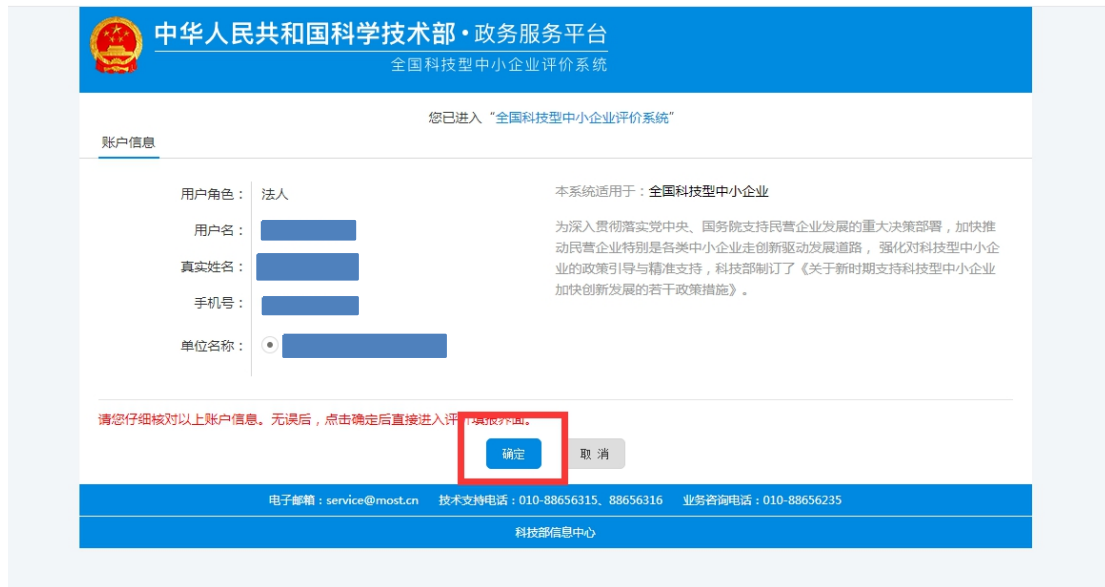 中华人民共和国科学技术部·政务服务平台
全国科技型中小企业评价系统
您已进入“全国科技型中小企业评价系统”
账户信息
用户角色： 法人
用户名：
真实姓名：
手机号：
单位名称：
本系统适用于：全国科技型中小企业
为深入贯彻落实党中央、国务院支持民营企业发展的重大决策部署，加快推
动民营企业特别是各类中小企业走创新驱动发展道路， 强化对科技型中小企
业的政策引导与精准支持，科技部制订了《关于新时期支持科技型中小企业
加快创新发展的若干政策措施》。
请您仔细核对以上账户信息。无误后，点击确定后直接进入评价填报界面。
确定 取 消
电子邮箱：service@most.cn 技术支持电话：010-88656315、88656316 业务咨询电话：010-88656235
科技部信息中心